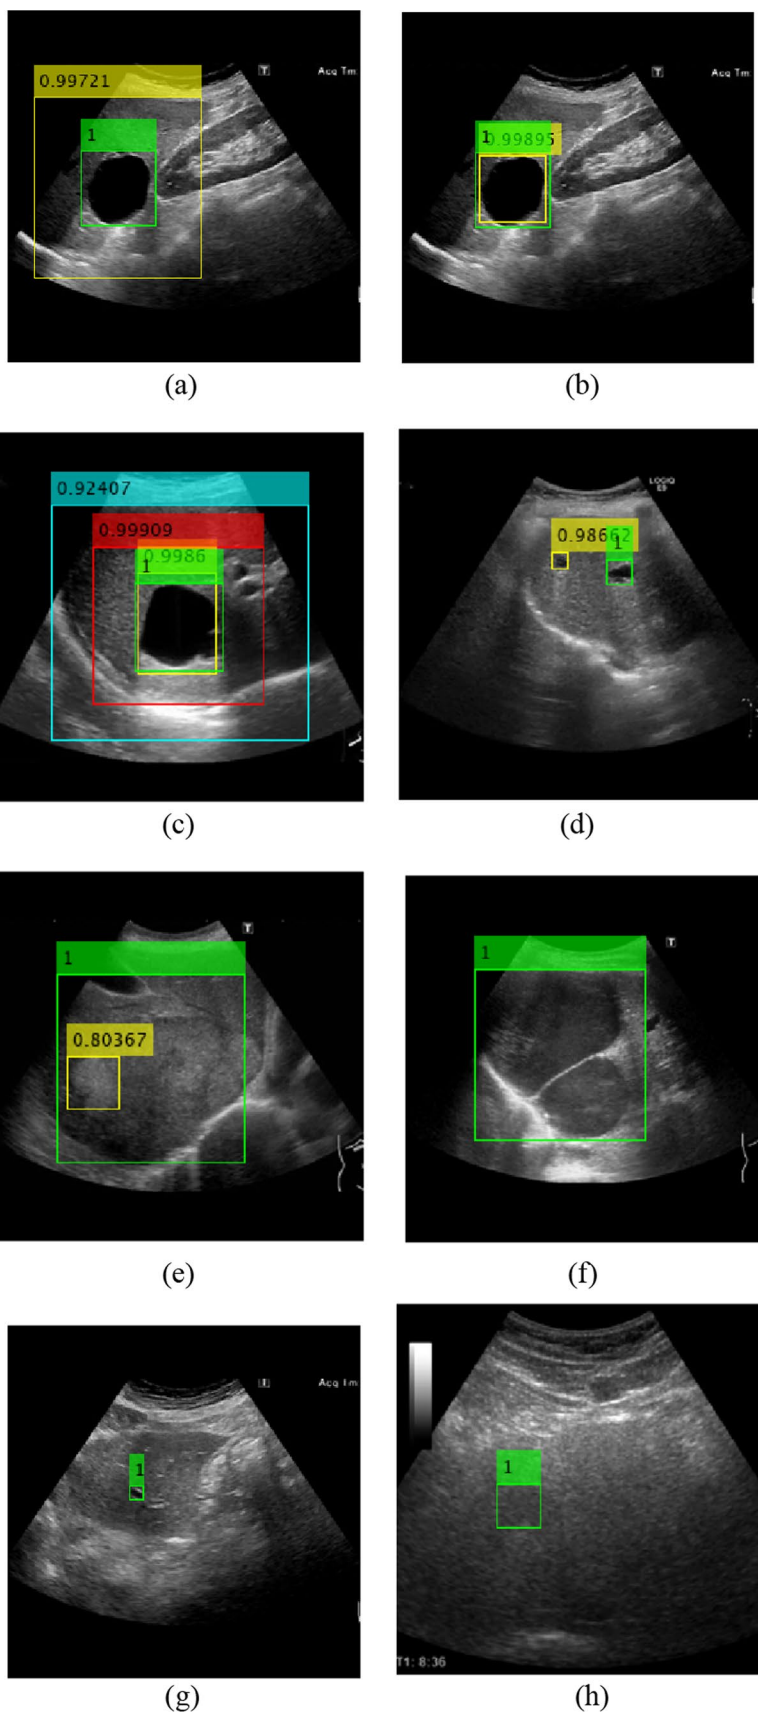 0.99721
1
T
Acq Tm
(a)
1
0.99895
T
Acq Tm
(b)
0.92407
0.99909
0.9986
1
(c)
LOGIQ
E9
0.98662
1
(d)
T
1
0.80367
(e)
T
1
(f)
T
Acq Tm
1
(g)
1
T1: 8:36
(h)